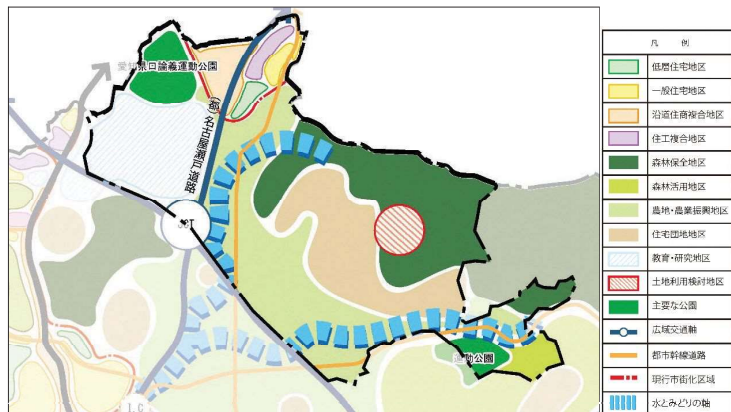 愛知県口論義運動公園
(都)名古屋瀬戸道路
JCT
運動公園
I.C
凡 例
低層住宅地区
一般住宅地区
沿道住商複合地区
住工複合地区
森林保全地区
森林活用地区
農地・農業振興地区
住宅団地地区
教育・研究地区
土地利用検討地区
主要な公園
広域交通軸
都市幹線道路
現行市街化区域
水とみどりの軸